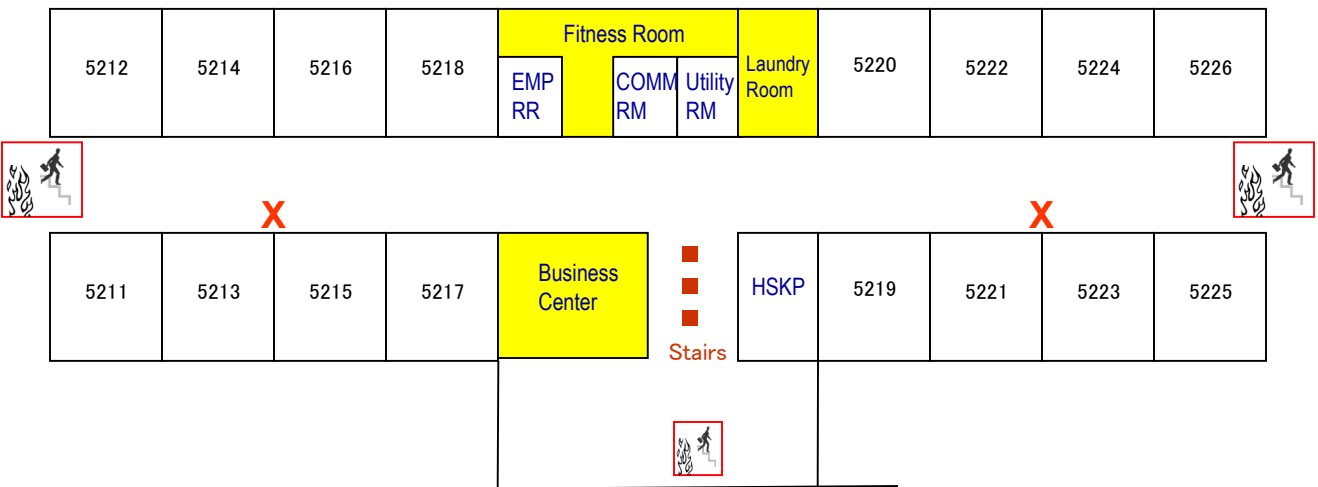 5212
5214
5216
5218
Fitness Room
EMP
RR
COMM
RM
Utility
RM
Laundry
Room
5220
5222
5224
5226
X
X
5211
5213
5215
5217
Business
Center
Stairs
HSKP
5219
5221
5223
5225